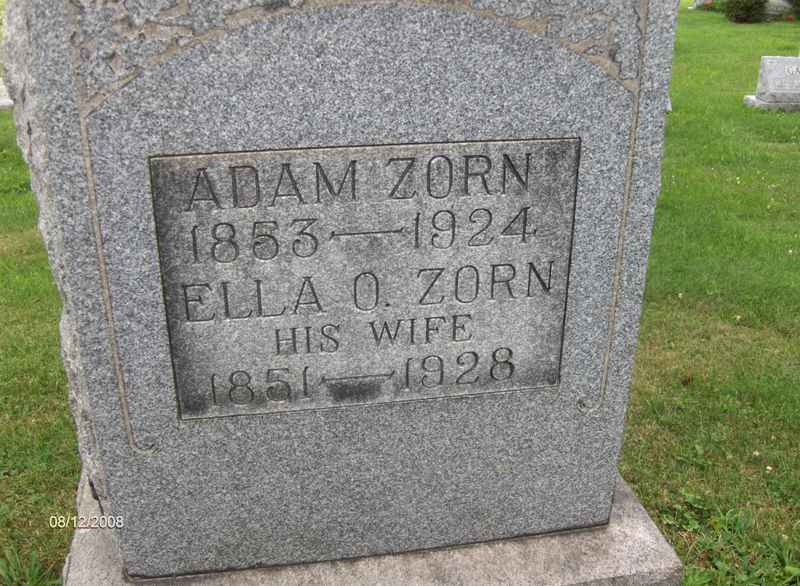 ADAM ZORN
1853—1924
ELLA O. ZORN
HIS WIFE
1851—1928
08/12/2008